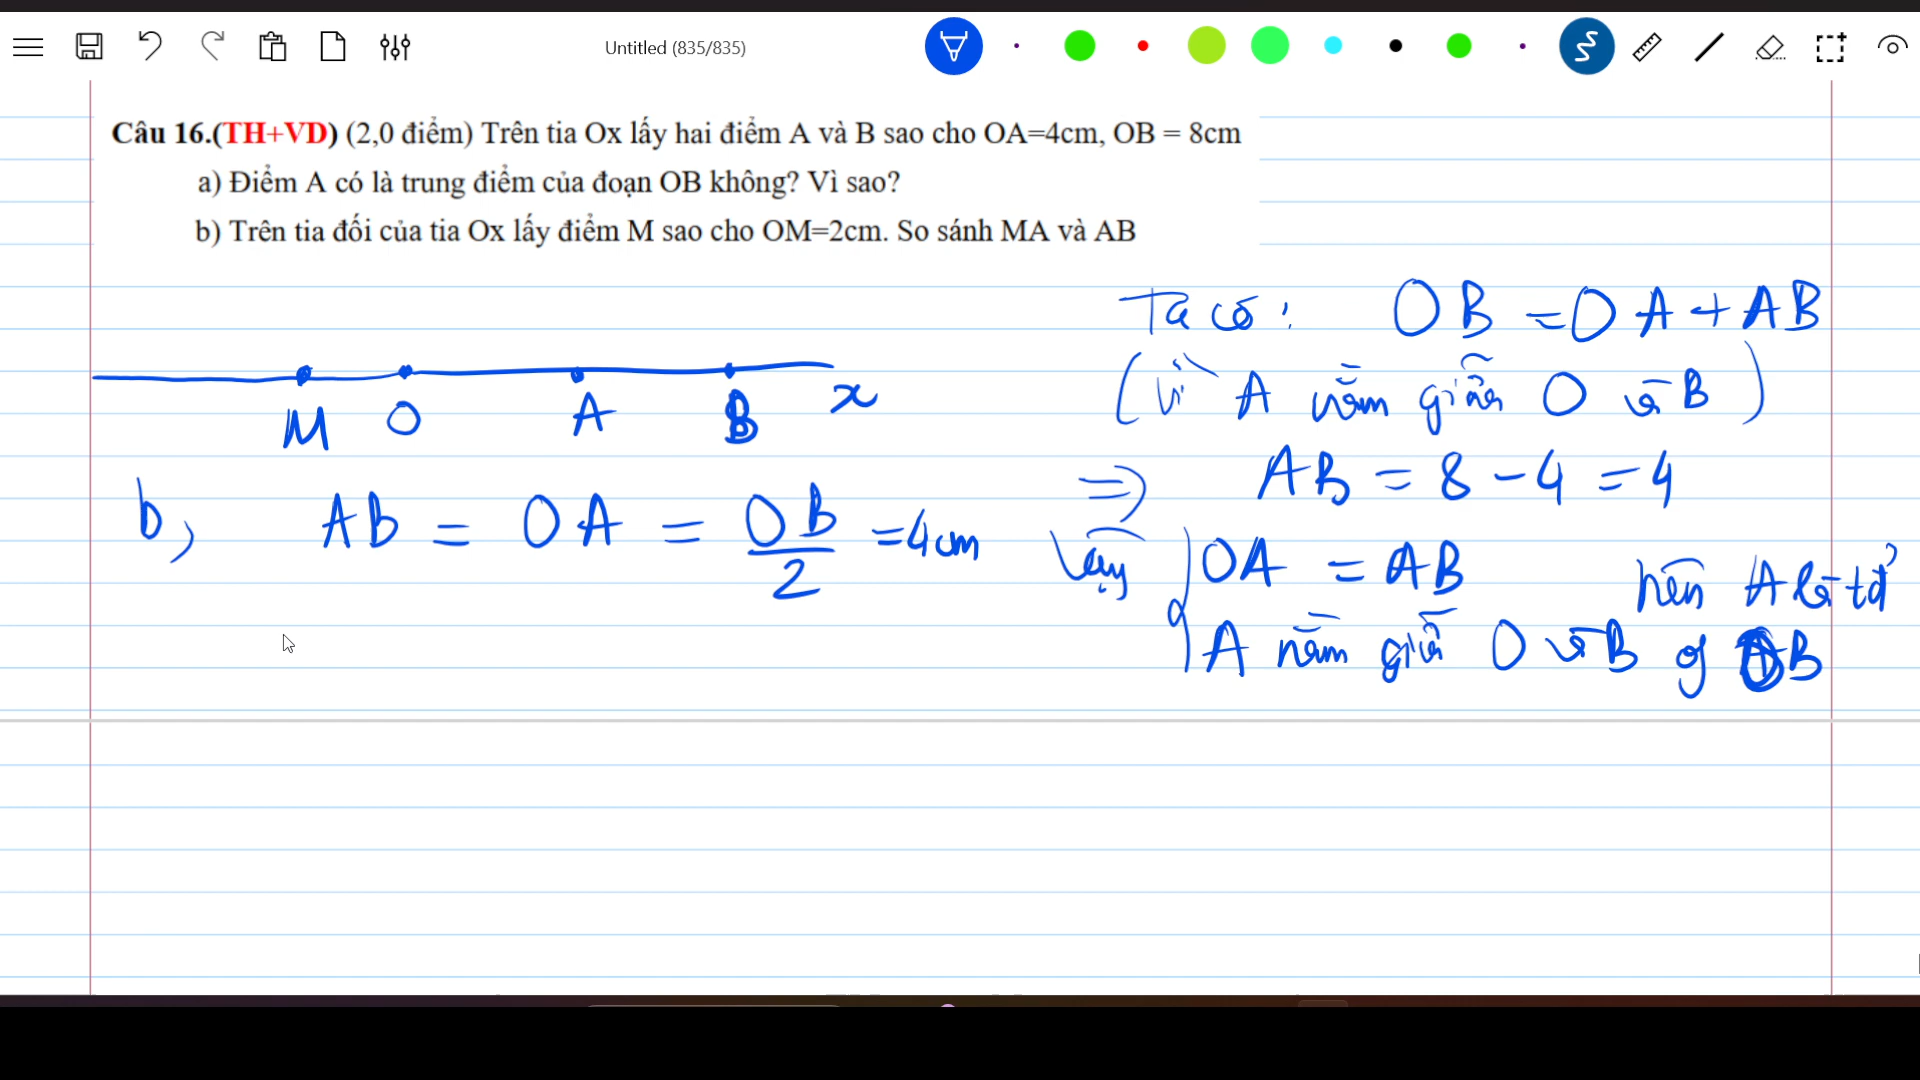 Untitled (835/835)
Câu 16.(TH+VD) (2,0 điểm) Trên tia Ox lấy hai điểm A và B sao cho OA=4cm, OB = 8cm
a) Điểm A có là trung điểm của đoạn OB không? Vì sao?
b) Trên tia đối của tia Ox lấy điểm M sao cho OM=2cm. So sánh MA và AB
M O A B x
b, AB = OA = OB/2 = 4cm
Ta có: OB = OA + AB
(vì A nằm giữa O và B)
=> AB = 8 - 4 = 4
Vậy OA = AB
A nằm giữa O và B
nên A là tđ
của OB